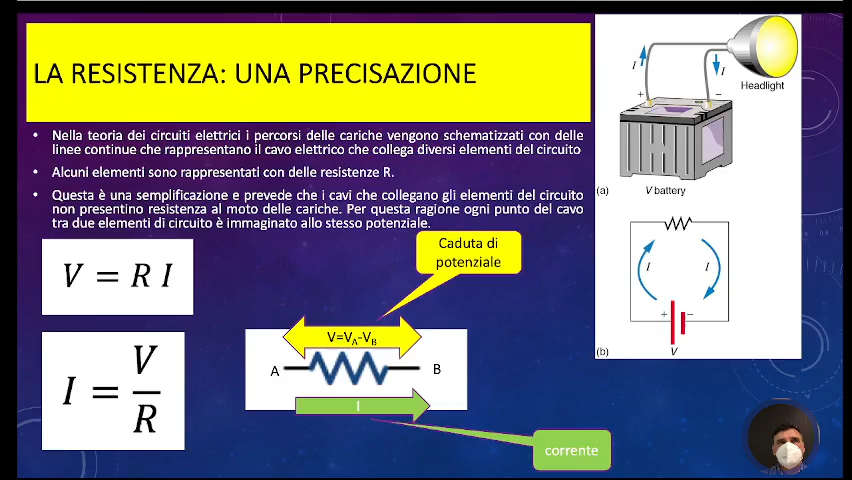 LA RESISTENZA: UNA PRECISAZIONE
• Nella teoria dei circuiti elettrici i percorsi delle cariche vengono schematizzati con delle
linee continue che rappresentano il cavo elettrico che collega diversi elementi del circuito
• Alcuni elementi sono rappresentati con delle resistenze R.
• Questa è una semplificazione e prevede che i cavi che collegano gli elementi del circuito
non presentino resistenza al moto delle cariche. Per questa ragione ogni punto del cavo
tra due elementi di circuito è immaginato allo stesso potenziale.
V = R I
I = V/R
Caduta di
potenziale
V=VA-VB
A
B
I
corrente
I
I
+
−
Headlight
V battery
(a)
I
I
+
−
V
(b)